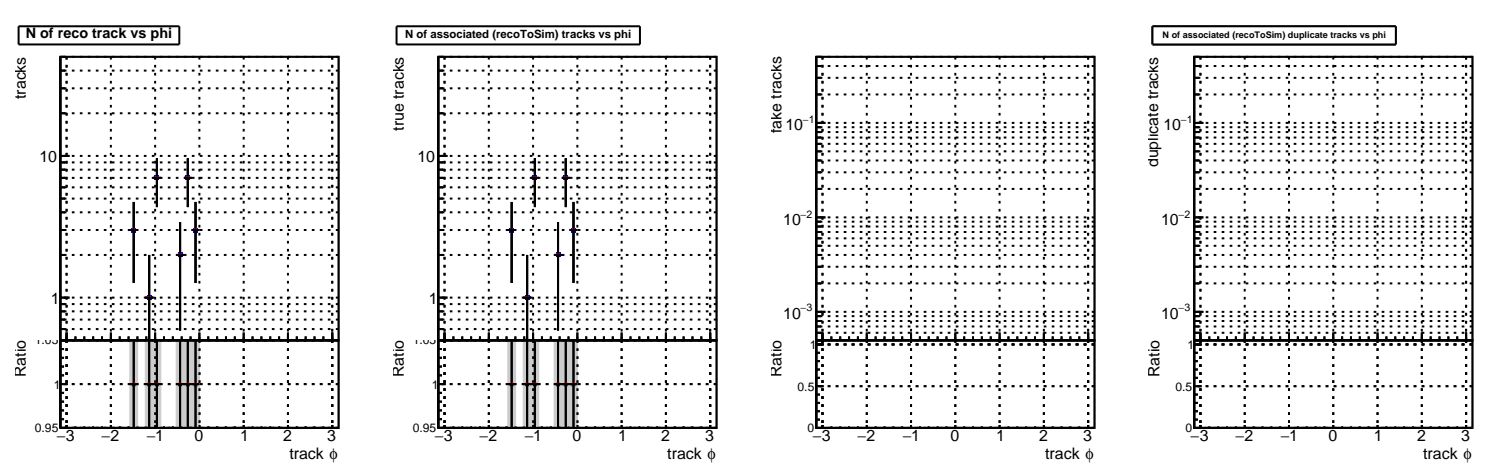 N of reco track vs phi
tracks
10
1
Ratio
1
0.95
−3 −2 −1 0 1 2 3
track ϕ
N of associated (recoToSim) tracks vs phi
true tracks
10
1
Ratio
1
0.95
−3 −2 −1 0 1 2 3
track ϕ
fake tracks
10⁻¹
10⁻²
10⁻³
Ratio
1
0.5
0
−3 −2 −1 0 1 2 3
track ϕ
N of associated (recoToSim) duplicate tracks vs phi
duplicate tracks
10⁻¹
10⁻²
10⁻³
Ratio
1
0.5
0
−3 −2 −1 0 1 2 3
track ϕ